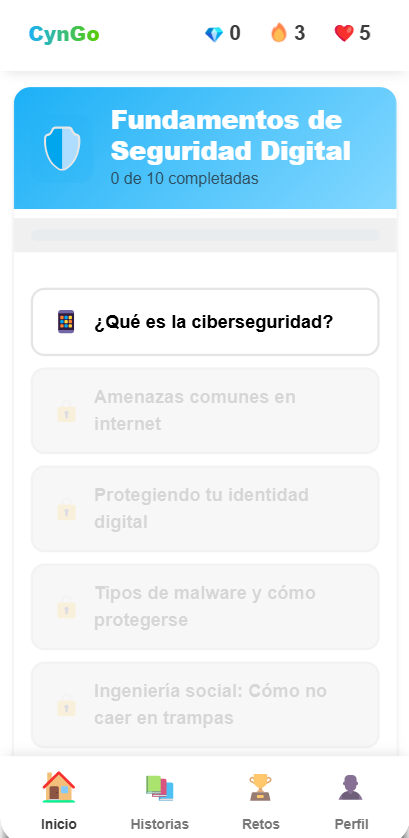 CynGo
0
3
5
Fundamentos de
Seguridad Digital
0 de 10 completadas
¿Qué es la ciberseguridad?
Amenazas comunes en
internet
Protegiendo tu identidad
digital
Tipos de malware y cómo
protegerse
Ingeniería social: Cómo no
caer en trampas
Inicio
Historias
Retos
Perfil